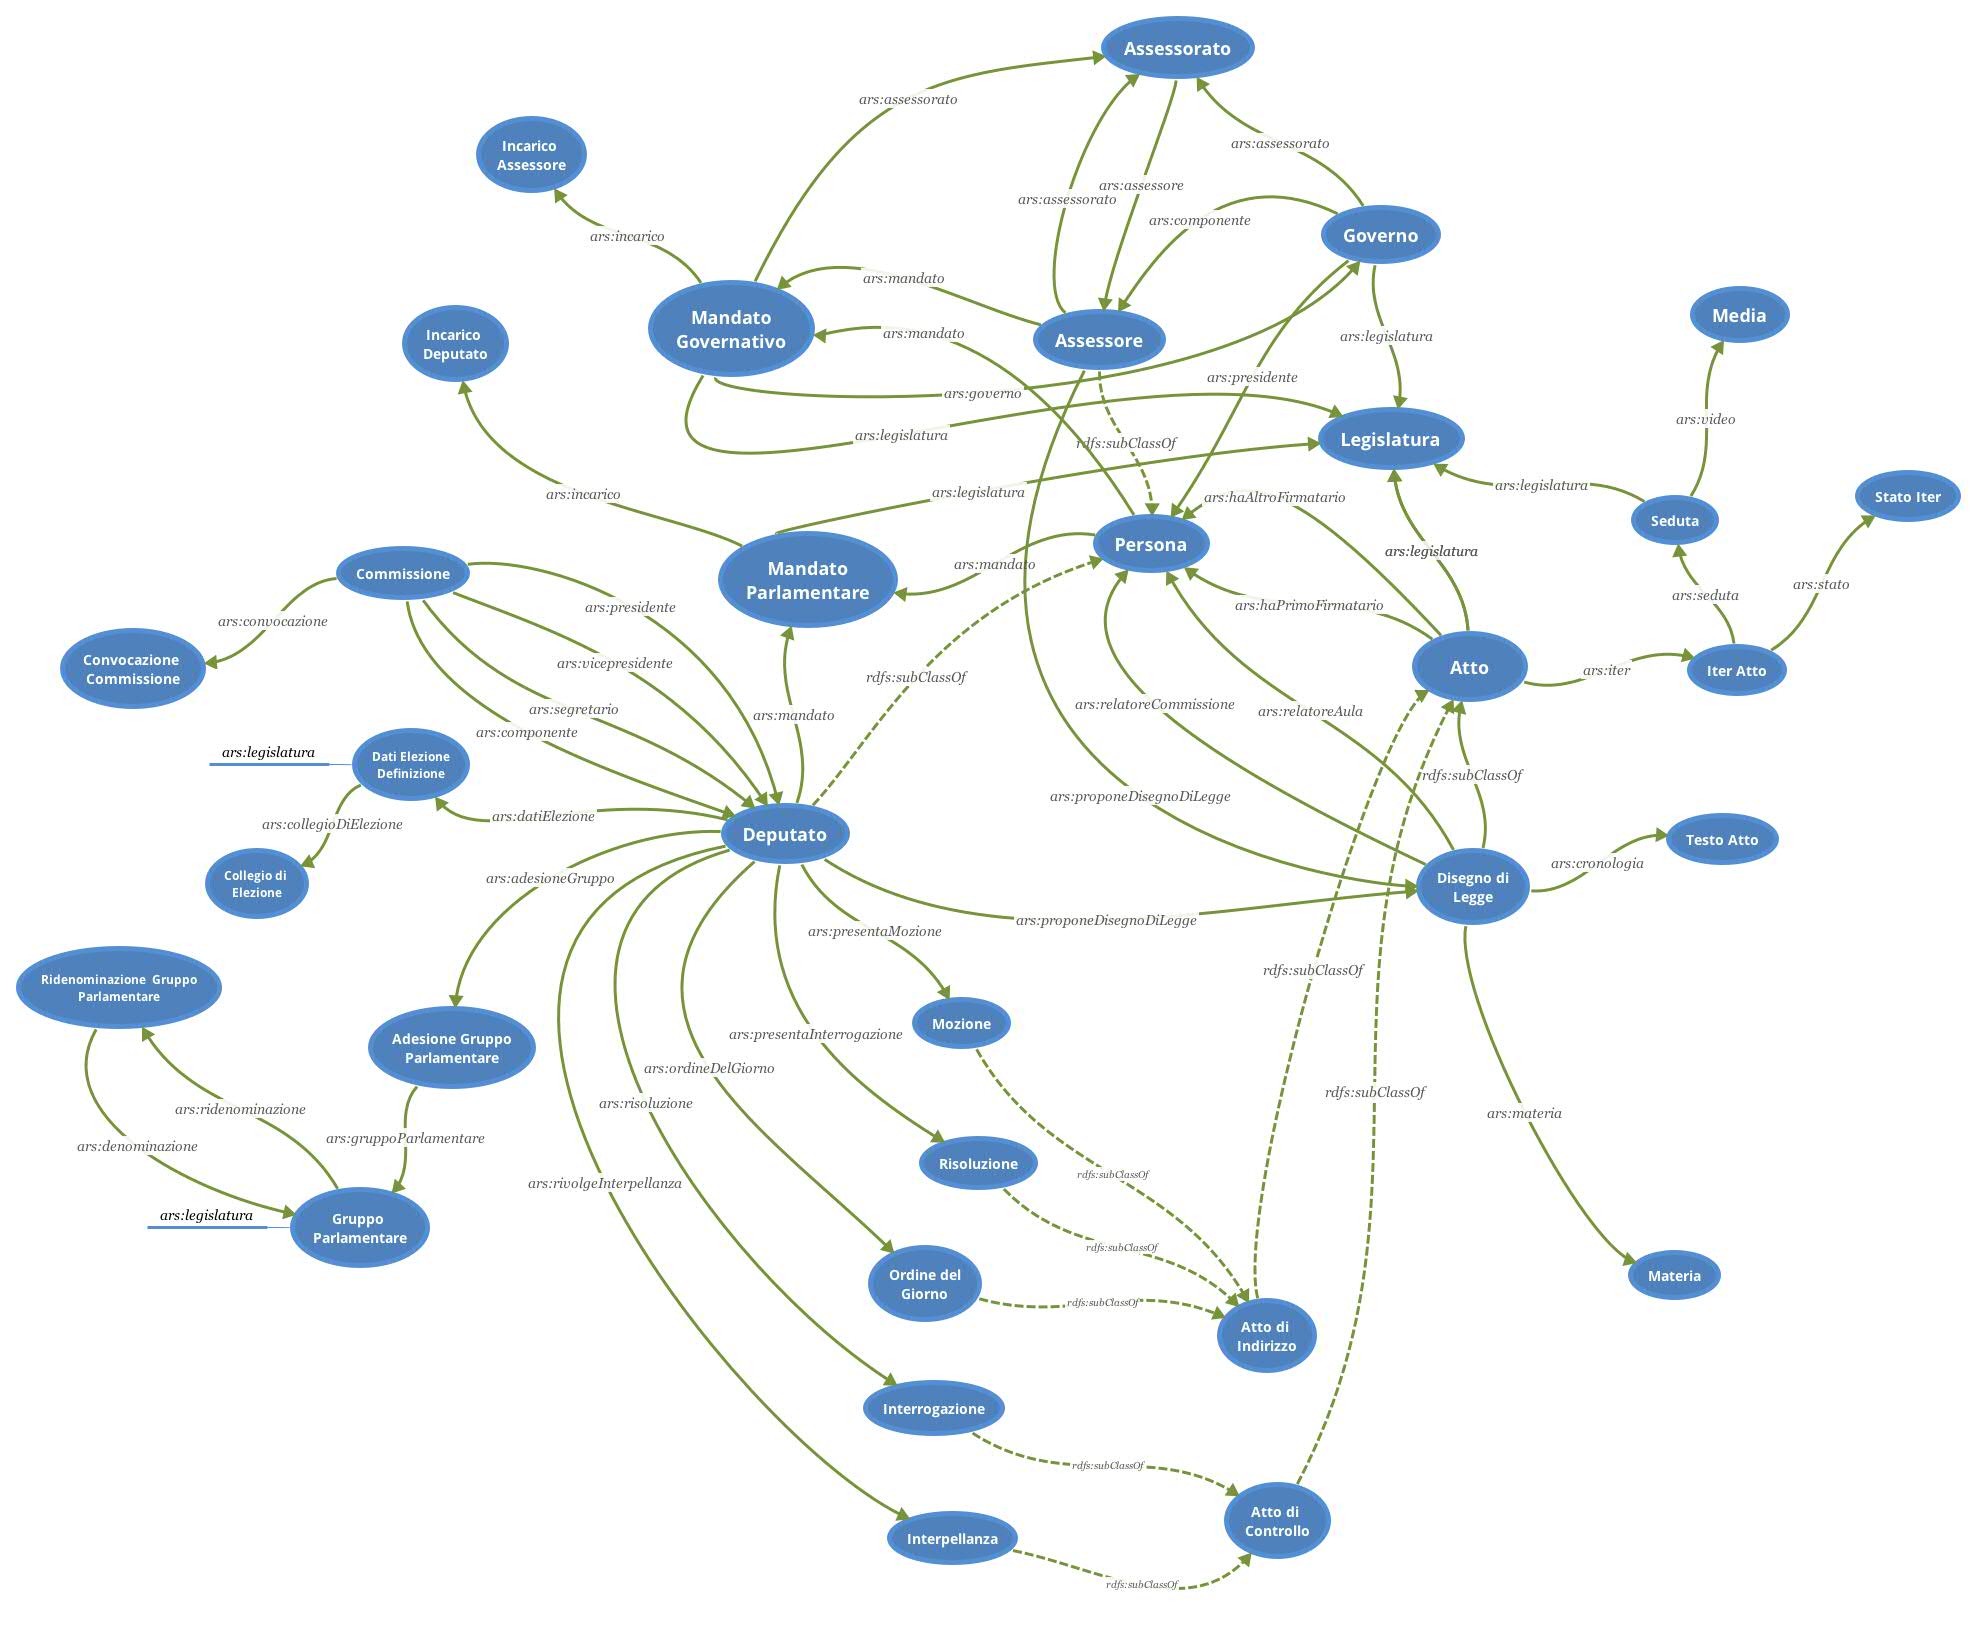 Assessorato
ars:assessorato
Incarico
Assessore
ars:assessorato
ars:assessore
ars:assessorato
ars:componente
Governo
ars:incarico
ars:mandato
Mandato
Governativo
ars:mandato
Assessore
ars:legislatura
Media
Incarico
Deputato
ars:presidente
ars:governo
ars:legislatura
rdfs:subClassOf
Legislatura
ars:video
ars:incarico
ars:legislatura
ars:haAltroFirmatario
ars:legislatura
Stato Iter
Seduta
Persona
ars:legislatura
Commissione
Mandato
Parlamentare
ars:mandato
ars:stato
ars:seduta
ars:presidente
ars:haPrimoFirmatario
ars:convocazione
Convocazione
Commissione
ars:vicepresidente
rdfs:subClassOf
Atto
ars:iter
Iter Atto
ars:segretario
ars:mandato
ars:relatoreCommissione
ars:relatoreAula
ars:componente
ars:legislatura
Dati Elezione
Definizione
rdfs:subClassOf
ars:proponeDisegnoDiLegge
ars:collegioDiElezione
ars:datiElezione
Deputato
Testo Atto
ars:cronologia
Collegio di
Elezione
ars:adesioneGruppo
Disegno di
Legge
ars:proponeDisegnoDiLegge
ars:presentaMozione
rdfs:subClassOf
Ridenominazione  Gruppo
Parlamentare
Mozione
Adesione Gruppo
Parlamentare
ars:presentaInterrogazione
ars:ordineDelGiorno
rdfs:subClassOf
ars:risoluzione
ars:ridenominazione
ars:materia
ars:denominazione
ars:gruppoParlamentare
Risoluzione
rdfs:subClassOf
ars:rivolgeInterpellanza
ars:legislatura
Gruppo
Parlamentare
rdfs:subClassOf
Ordine del
Giorno
rdfs:subClassOf
Materia
Atto di
Indirizzo
Interrogazione
rdfs:subClassOf
Atto di
Controllo
Interpellanza
rdfs:subClassOf